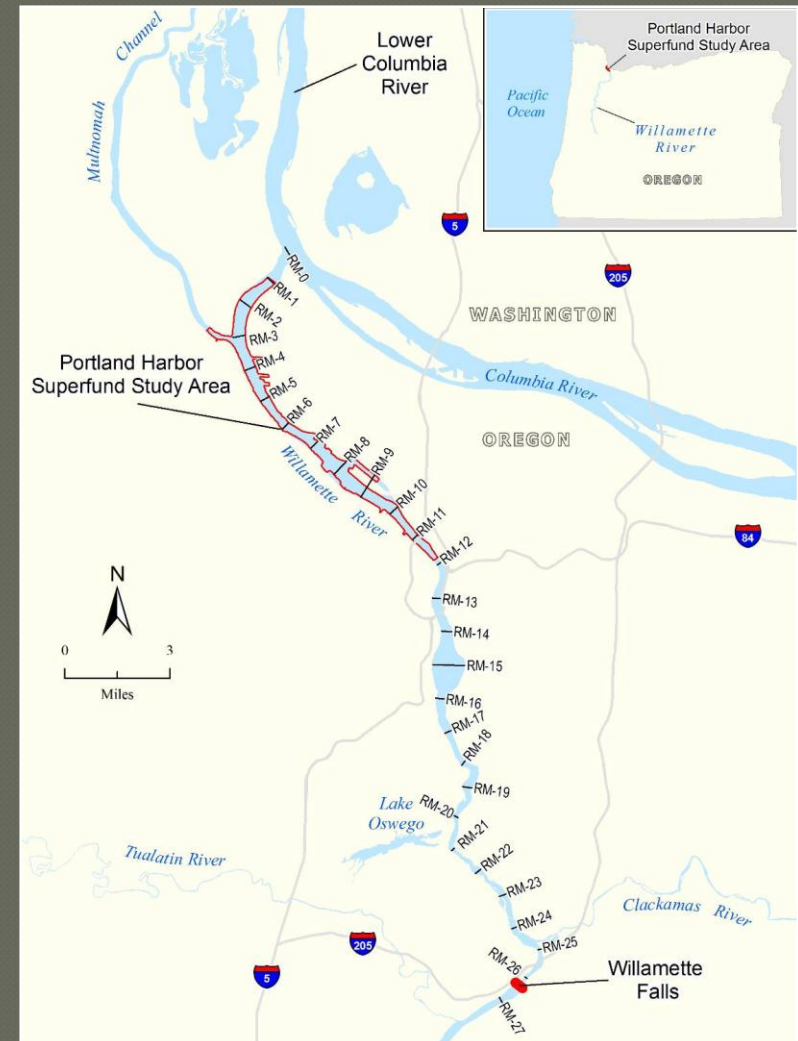 Channel
Multnomah
Lower
Columbia
River
Portland Harbor
Superfund Study Area
Pacific
Ocean
Willamette
River
OREGON
5
205
RM-0
RM-1
RM-2
RM-3
RM-4
RM-5
RM-6
RM-7
RM-8
RM-9
RM-10
RM-11
RM-12
WASHINGTON
Columbia River
OREGON
Portland Harbor
Superfund Study Area
Willamette
River
84
N
0 3
Miles
RM-13
RM-14
RM-15
RM-16
RM-17
RM-18
RM-19
RM-20
RM-21
RM-22
RM-23
RM-24
RM-25
RM-26
RM-27
Lake
Oswego
Tualatin River
Clackamas River
205
5
Willamette
Falls